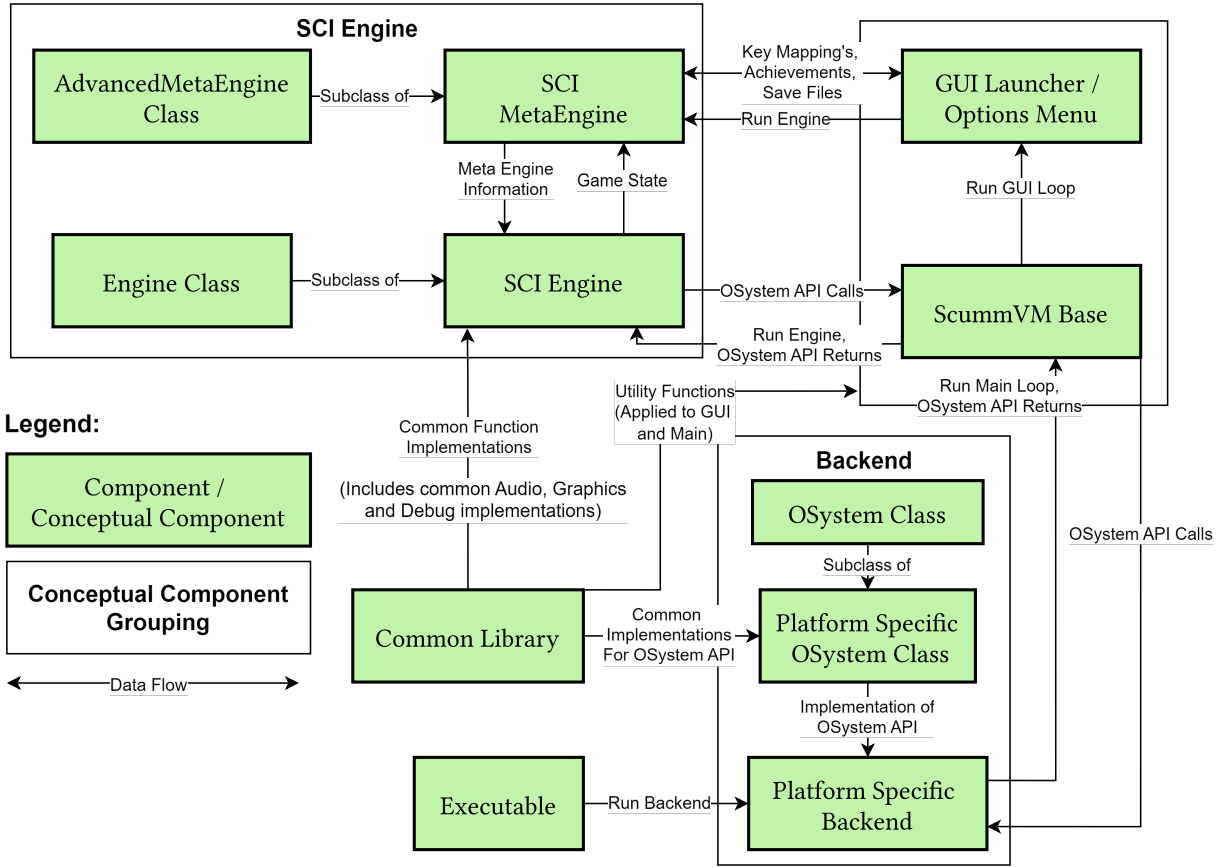 SCI Engine
AdvancedMetaEngine
Class
Subclass of
SCI
MetaEngine
Key Mapping's,
Achievements,
Save Files
Run Engine
GUI Launcher /
Options Menu
Meta Engine
Information
Game State
Run GUI Loop
Engine Class
Subclass of
SCI Engine
OSystem API Calls
ScummVM Base
Run Engine,
OSystem API Returns
Utility Functions
(Applied to GUI
and Main)
Run Main Loop,
OSystem API Returns
Legend:
Component /
Conceptual Component
Conceptual Component
Grouping
Data Flow
Common Function
Implementations
(Includes common Audio, Graphics
and Debug implementations)
Backend
OSystem Class
Subclass of
OSystem API Calls
Common Library
Common
Implementations
For OSystem API
Platform Specific
OSystem Class
Implementation of
OSystem API
Executable
Run Backend
Platform Specific
Backend